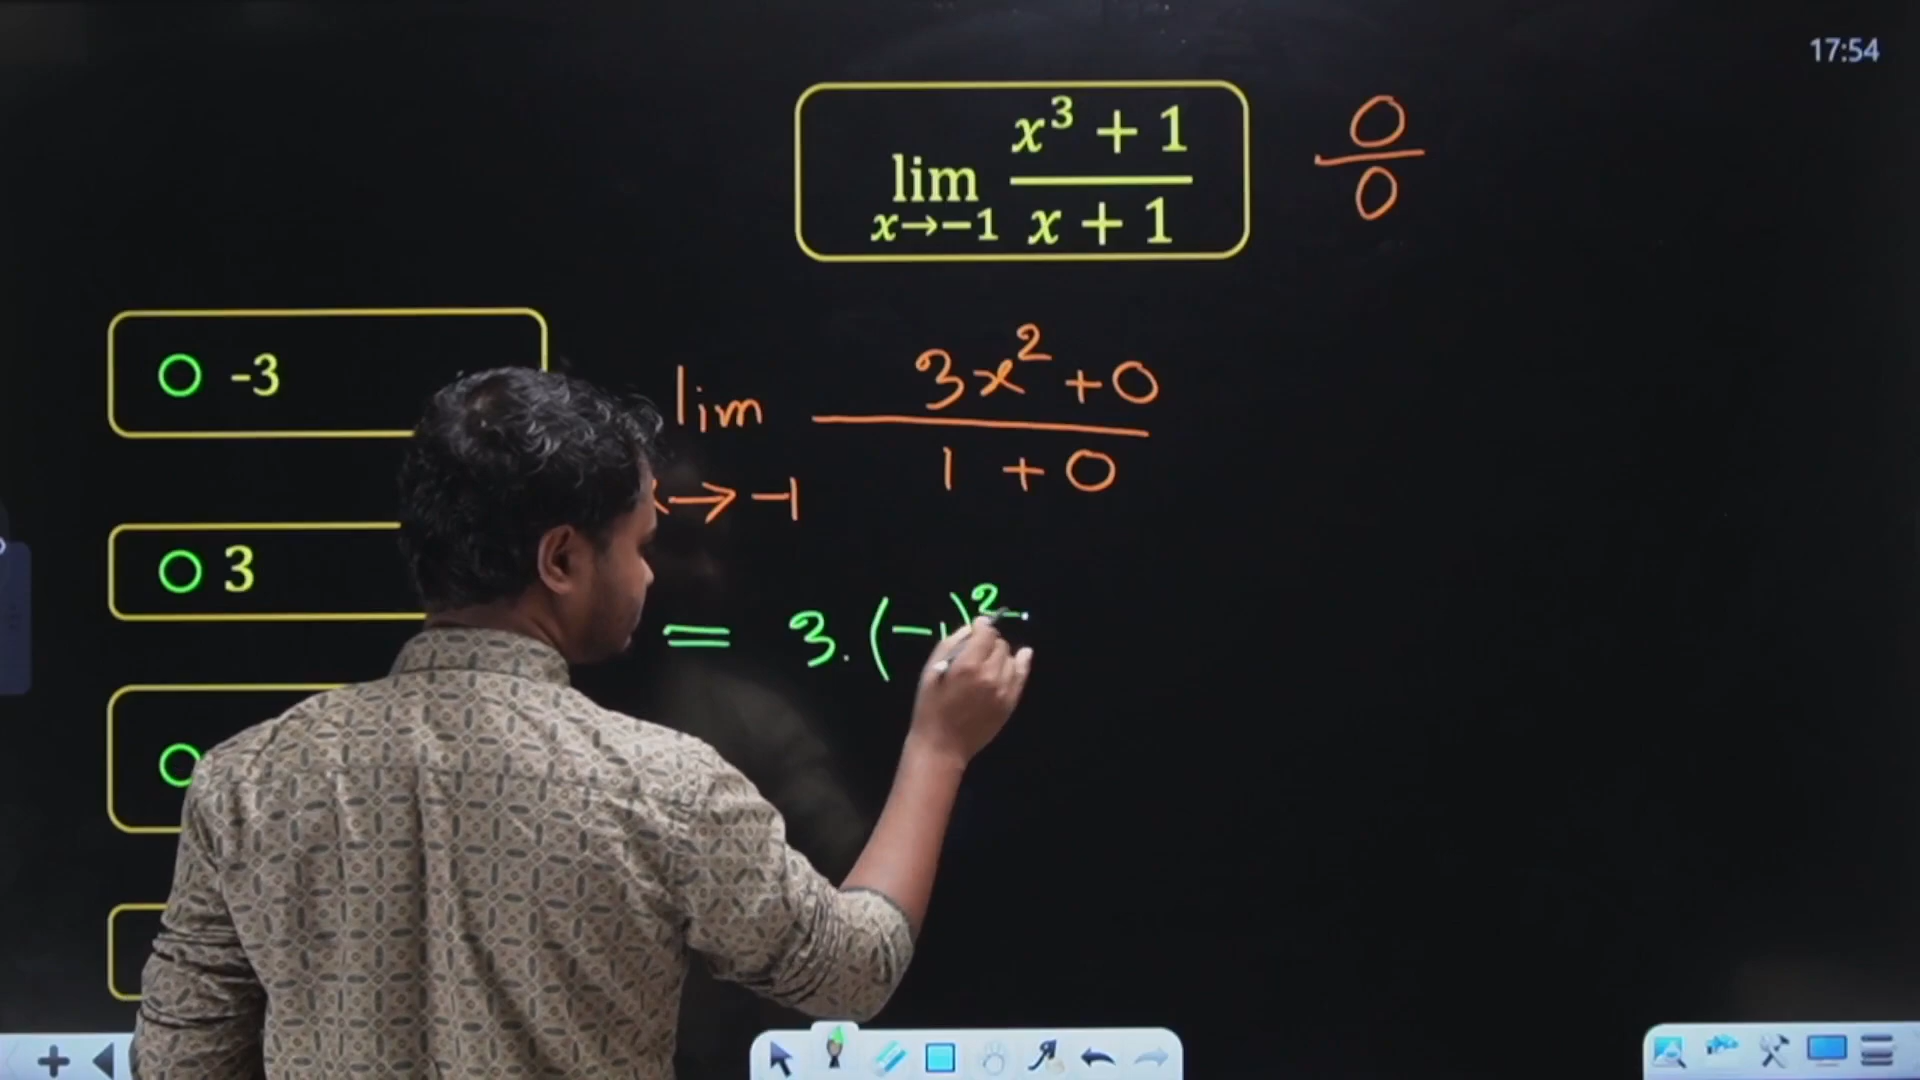 17:54
lim x→−1 (x³ + 1)/(x + 1)
0/0
-3
lim →−1 (3x² + 0)/(1 + 0)
3
= 3.(−1)²